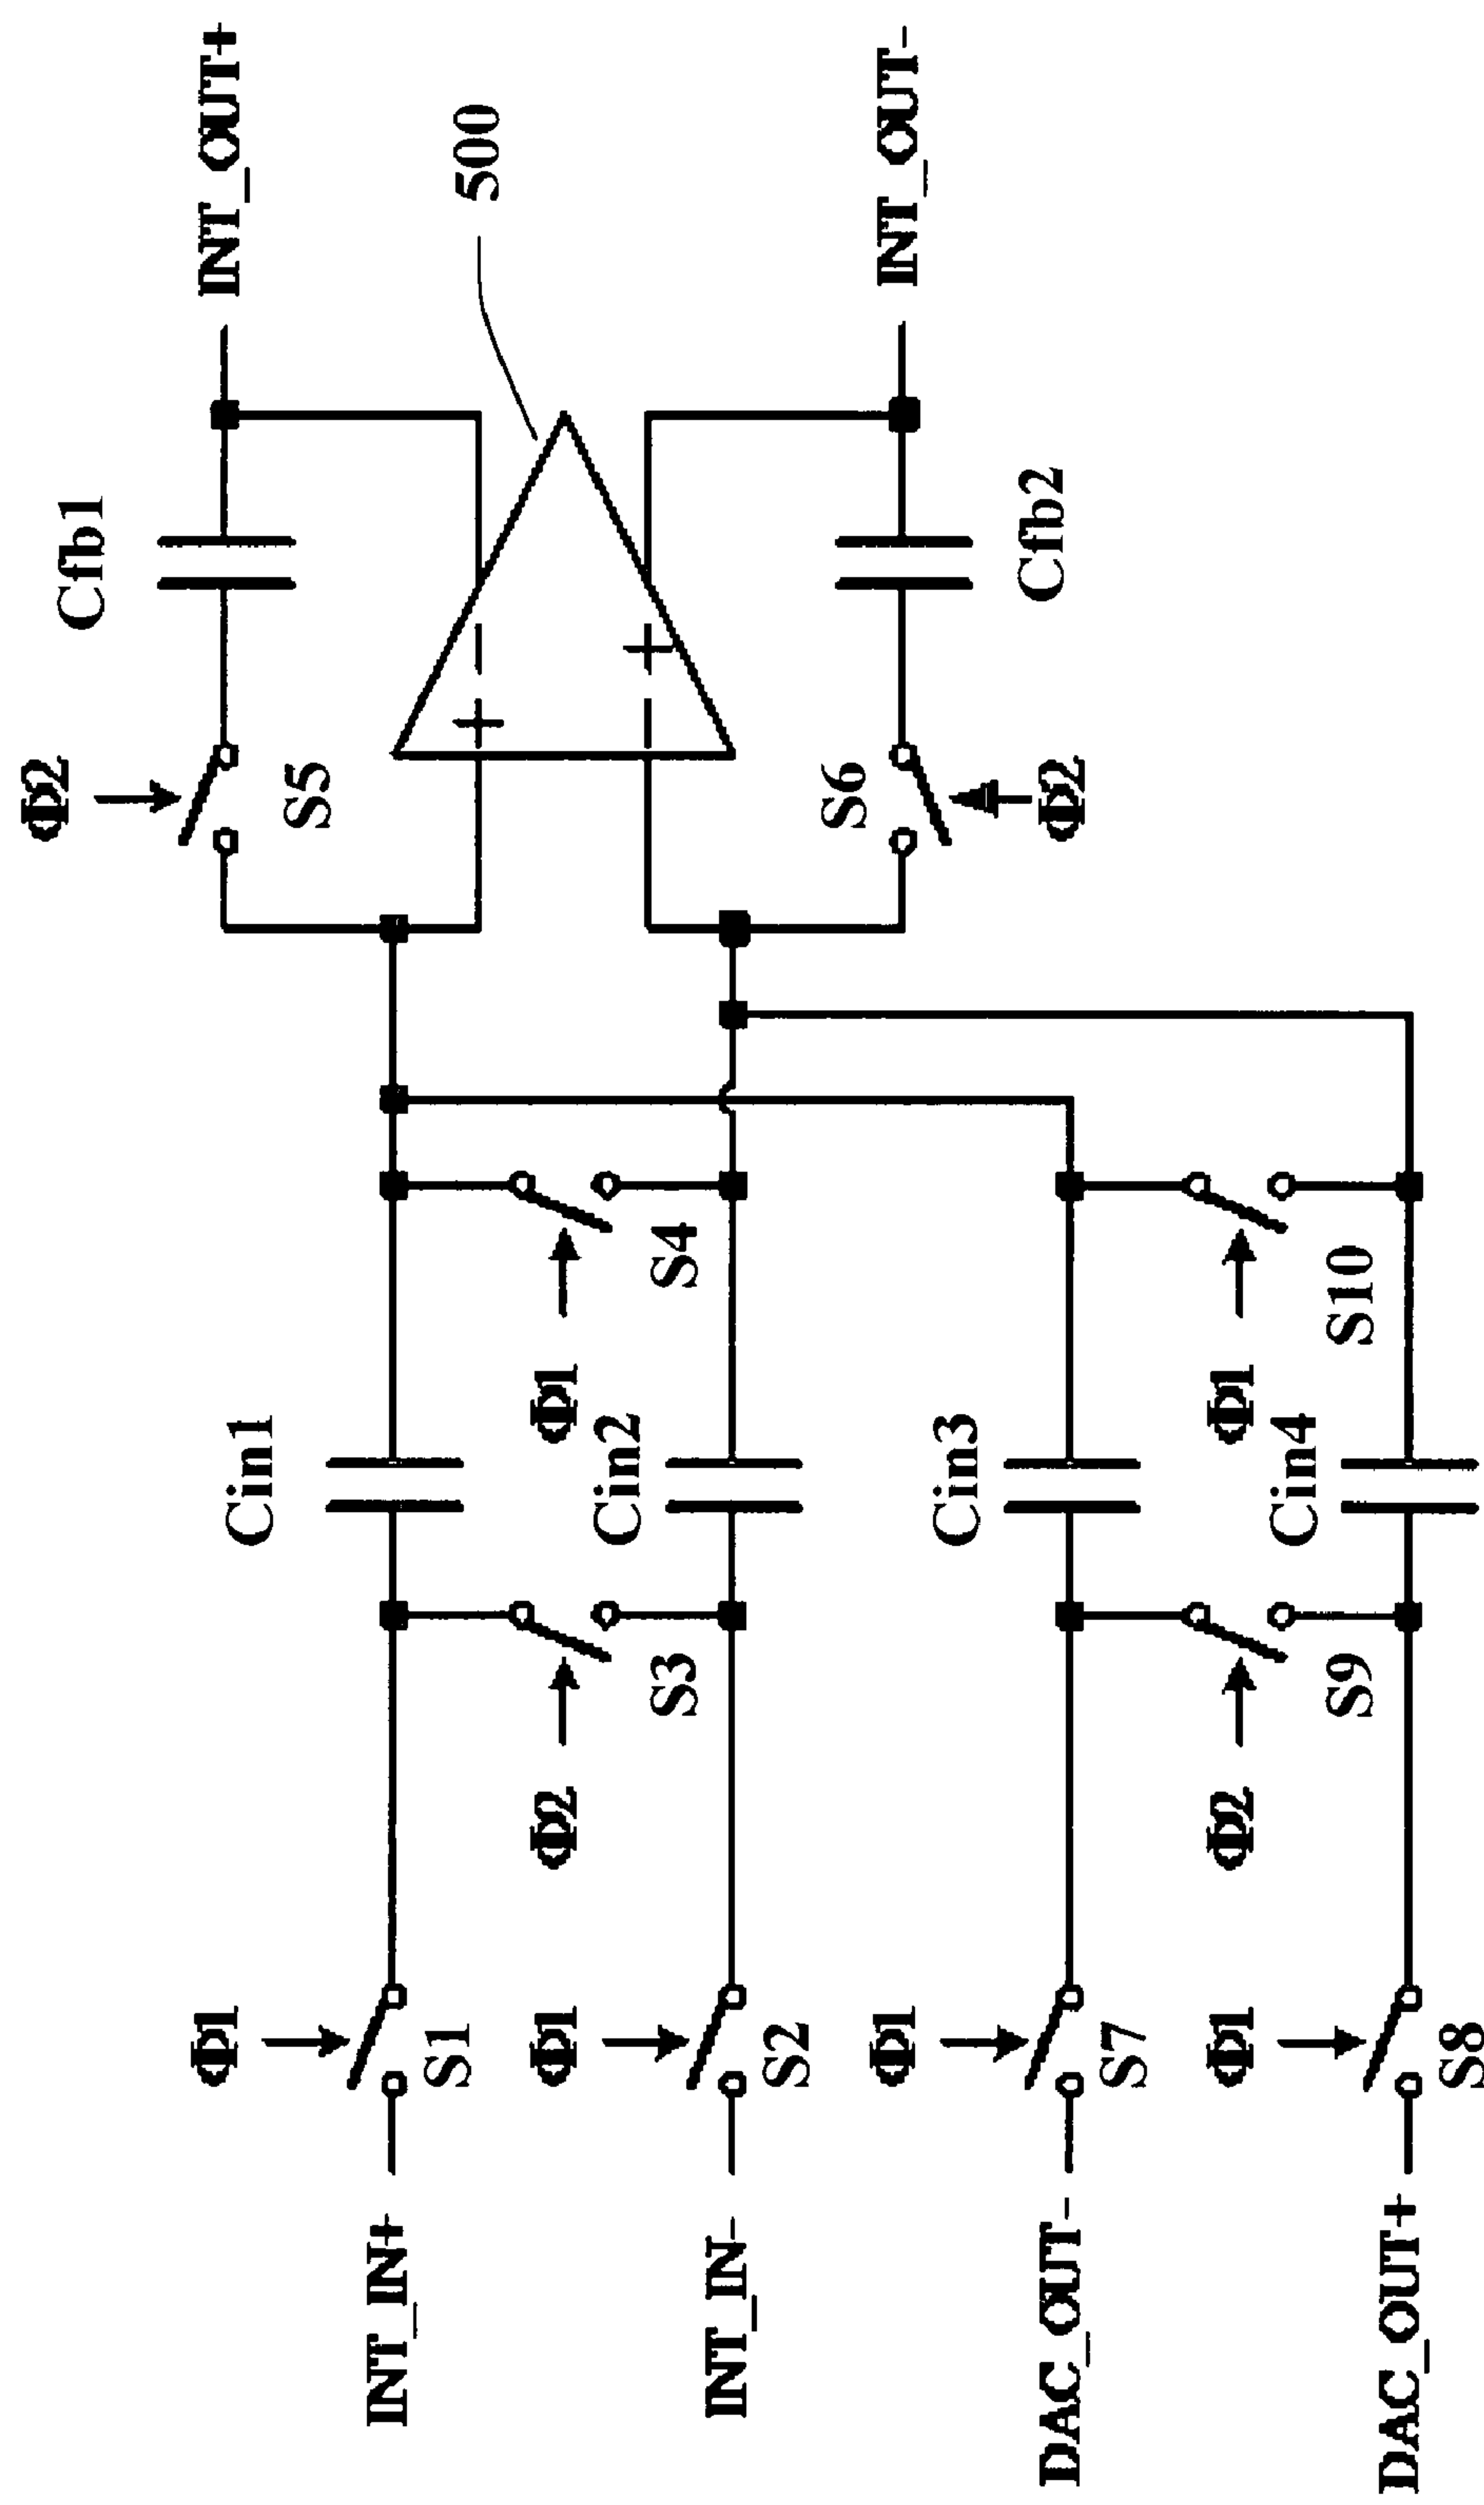 Φ2
Cfb1
INT_OUT+
S5
500
Φ1
Cin1
INT_IN+
S1
+
-
Φ1
S4
Φ2
S3
-
+
Φ1
Cin2
INT_IN-
S2
S6
Φ2
Cfb2
INT_OUT-
Φ1
Cin3
DAC_OUT-
S7
Φ1
S10
Φ2
S9
Φ1
Cin4
DAC_OUT+
S8